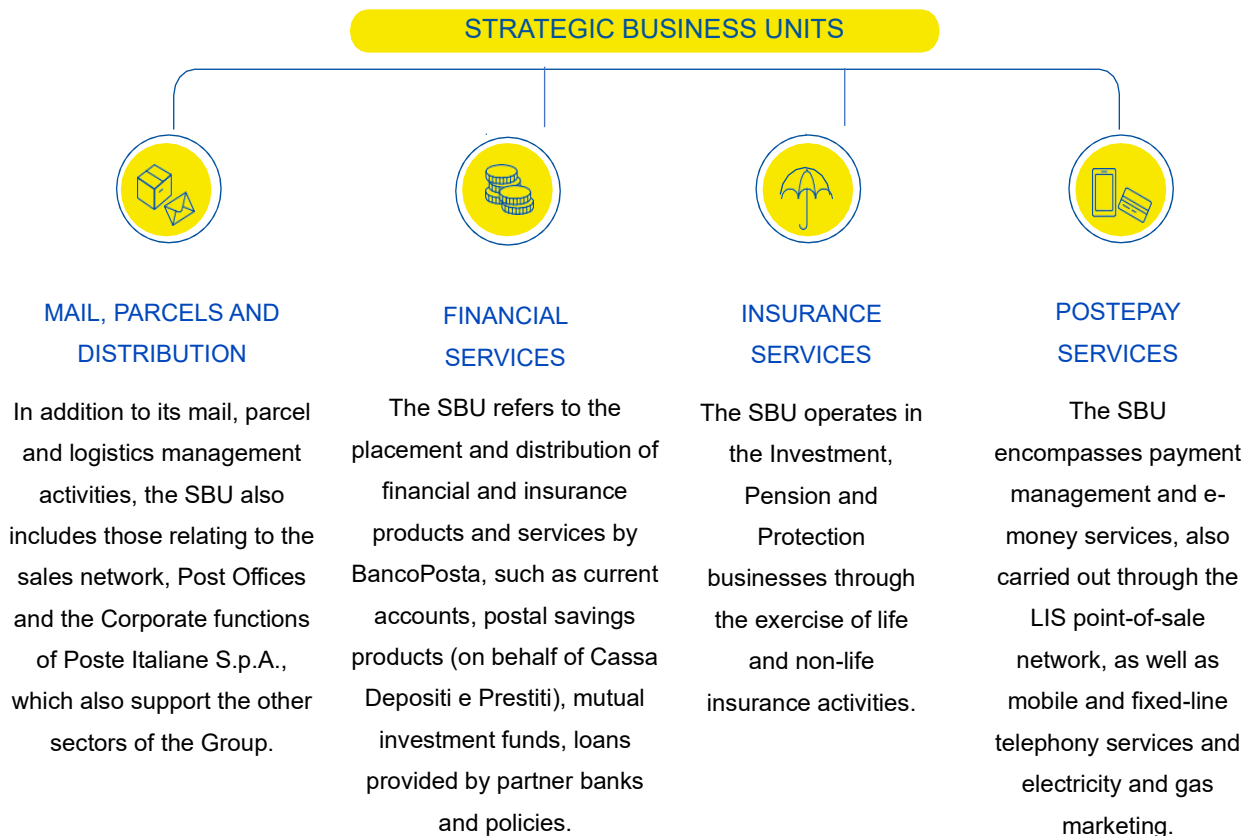 STRATEGIC BUSINESS UNITS
MAIL, PARCELS AND
DISTRIBUTION
In addition to its mail, parcel
and logistics management
activities, the SBU also
includes those relating to the
sales network, Post Offices
and the Corporate functions
of Poste Italiane S.p.A.,
which also support the other
sectors of the Group.
FINANCIAL
SERVICES
The SBU refers to the
placement and distribution of
financial and insurance
products and services by
BancoPosta, such as current
accounts, postal savings
products (on behalf of Cassa
Depositi e Prestiti), mutual
investment funds, loans
provided by partner banks
and policies.
INSURANCE
SERVICES
The SBU operates in
the Investment,
Pension and
Protection
businesses through
the exercise of life
and non-life
insurance activities.
POSTEPAY
SERVICES
The SBU
encompasses payment
management and e-
money services, also
carried out through the
LIS point-of-sale
network, as well as
mobile and fixed-line
telephony services and
electricity and gas
marketing.